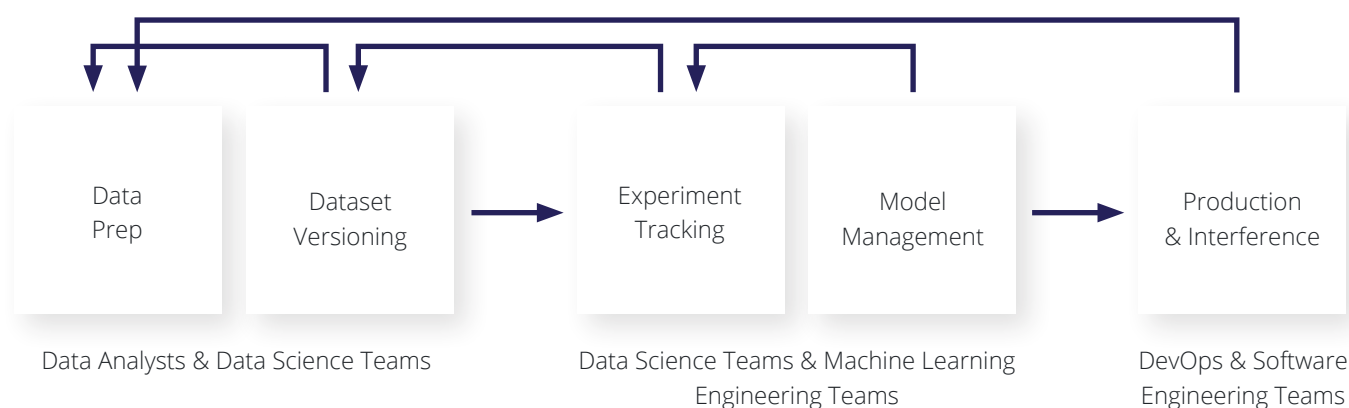 Data
Prep
Dataset
Versioning
Experiment
Tracking
Model
Management
Production
& Interference
Data Analysts & Data Science Teams
Data Science Teams & Machine Learning
Engineering Teams
DevOps & Software
Engineering Teams